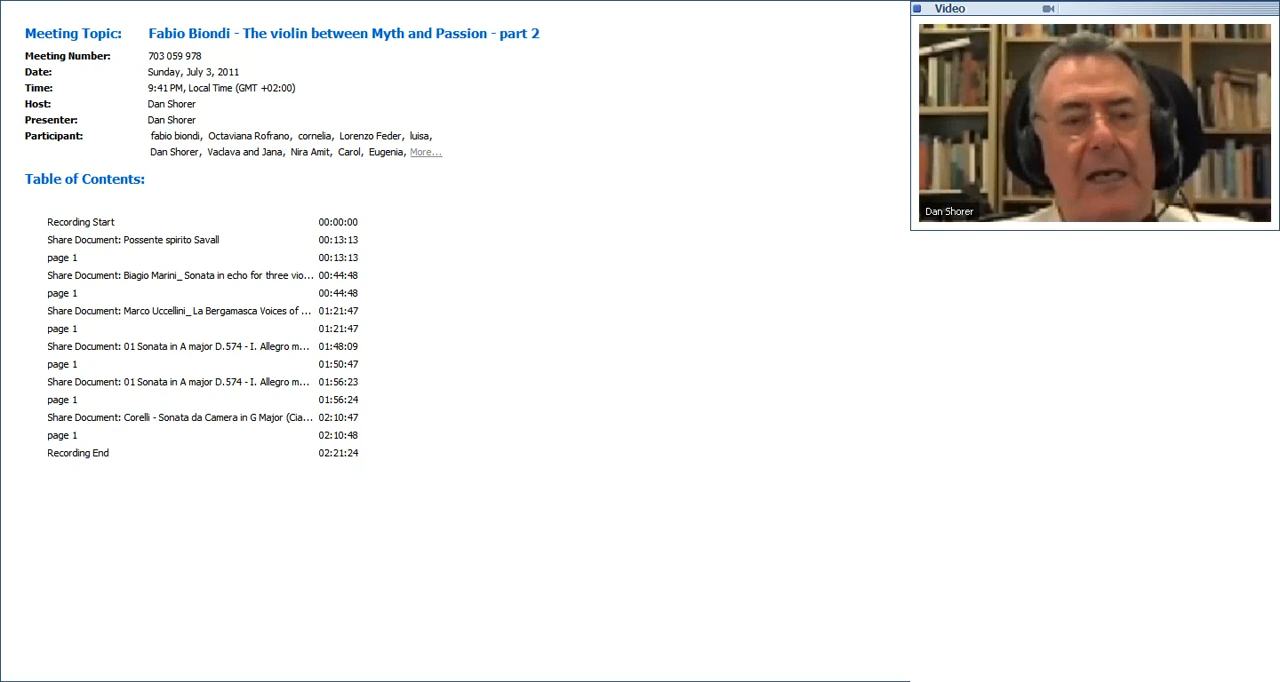 Video
Meeting Topic: Fabio Biondi - The violin between Myth and Passion - part 2
Meeting Number: 703 059 978
Date: Sunday, July 3, 2011
Time: 9:41 PM, Local Time (GMT +02:00)
Host: Dan Shorer
Presenter: Dan Shorer
Participant: fabio biondi, Octaviana Rofrano, cornelia, Lorenzo Feder, luisa,
Dan Shorer, Vaclava and Jana, Nira Amit, Carol, Eugenia, More...
Table of Contents:
Dan Shorer
Recording Start 00:00:00
Share Document: Possente spirito Savall 00:13:13
page 1 00:13:13
Share Document: Biagio Marini_ Sonata in echo for three vio... 00:44:48
page 1 00:44:48
Share Document: Marco Uccellini_ La Bergamasca Voices of ... 01:21:47
page 1 01:21:47
Share Document: 01 Sonata in A major D.574 - I. Allegro m... 01:48:09
page 1 01:50:47
Share Document: 01 Sonata in A major D.574 - I. Allegro m... 01:56:23
page 1 01:56:24
Share Document: Corelli - Sonata da Camera in G Major (Cia... 02:10:47
page 1 02:10:48
Recording End 02:21:24